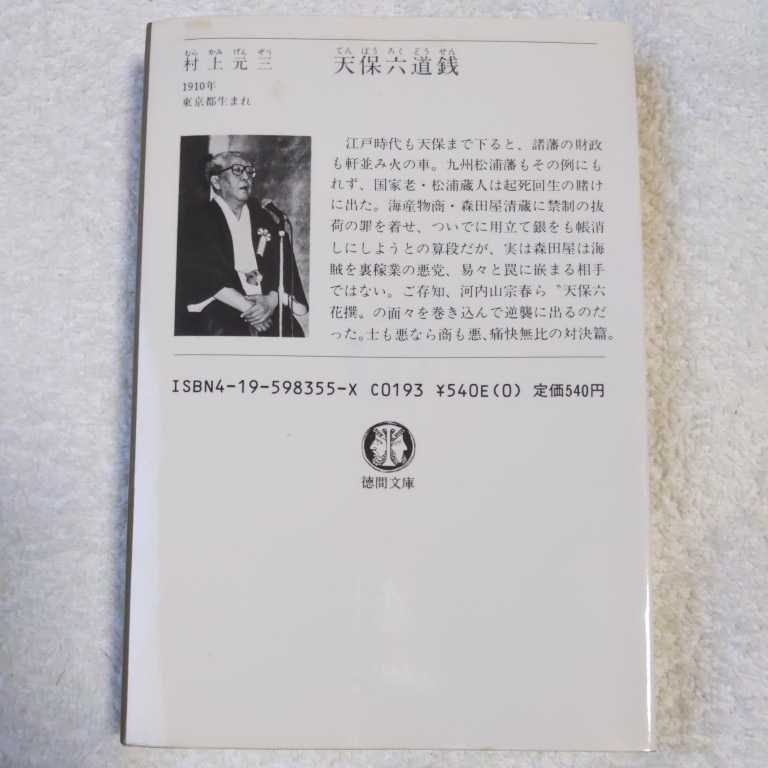 むらかみげんぞう
村上元三
てんぽうろくどうせん
天保六道銭
1910年
東京都生まれ
江戸時代も天保まで下ると、諸藩の財政
も軒並み火の車。九州松浦藩もその例にも
れず、国家老・松浦蔵人は起死回生の賭け
に出た。海産物商・森田屋清蔵に禁制の抜
荷の罪を着せ、ついでに用立て銀をも帳消
しにしようとの算段だが、実は森田屋は海
賊を裏稼業の悪党、易々と罠に嵌まる相手
ではない。ご存知、河内山宗春ら〝天保六
花撰〟の面々を巻き込んで逆襲に出るのだ
った。士も悪なら商も悪、痛快無比の対決篇。
ISBN4-19-598355-X C0193 ¥540E(0) 定価540円
徳間文庫